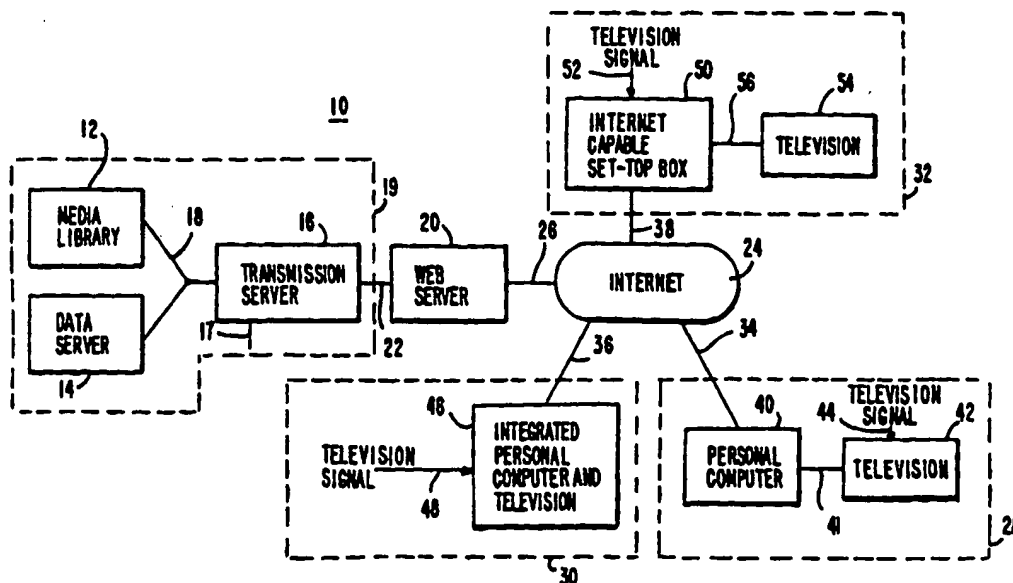 10
TELEVISION
SIGNAL
52
50
INTERNET
CAPABLE
SET-TOP BOX
56
54
TELEVISION
32
38
12
MEDIA
LIBRARY
18
DATA
SERVER
14
16
TRANSMISSION
SERVER
17
19
22
20
WEB
SERVER
26
INTERNET
24
36
34
TELEVISION
SIGNAL
48
46
INTEGRATED
PERSONAL
COMPUTER AND
TELEVISION
30
40
PERSONAL
COMPUTER
41
TELEVISION
SIGNAL
44
42
TELEVISION